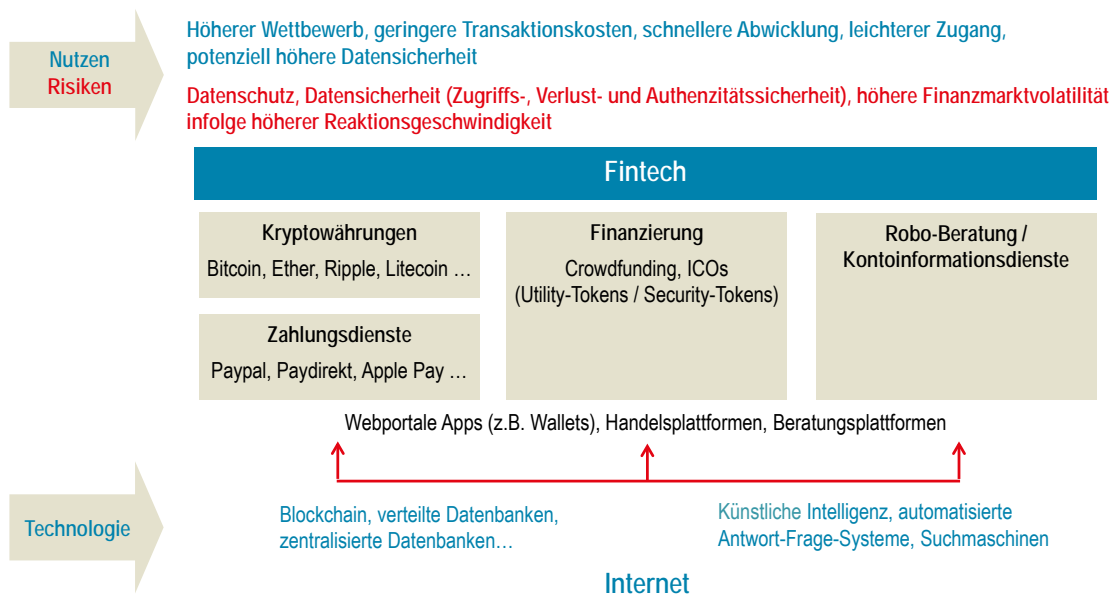 Nutzen
Risiken
Höherer Wettbewerb, geringere Transaktionskosten, schnellere Abwicklung, leichterer Zugang,
potenziell höhere Datensicherheit
Datenschutz, Datensicherheit (Zugriffs-, Verlust- und Authenzitätssicherheit), höhere Finanzmarktvolatilität
infolge höherer Reaktionsgeschwindigkeit
Fintech
Kryptowährungen
Bitcoin, Ether, Ripple, Litecoin …
Zahlungsdienste
Paypal, Paydirekt, Apple Pay …
Finanzierung
Crowdfunding, ICOs
(Utility-Tokens / Security-Tokens)
Robo-Beratung /
Kontoinformationsdienste
Webportale Apps (z.B. Wallets), Handelsplattformen, Beratungsplattformen
Technologie
Blockchain, verteilte Datenbanken,
zentralisierte Datenbanken…
Künstliche Intelligenz, automatisierte
Antwort-Frage-Systeme, Suchmaschinen
Internet